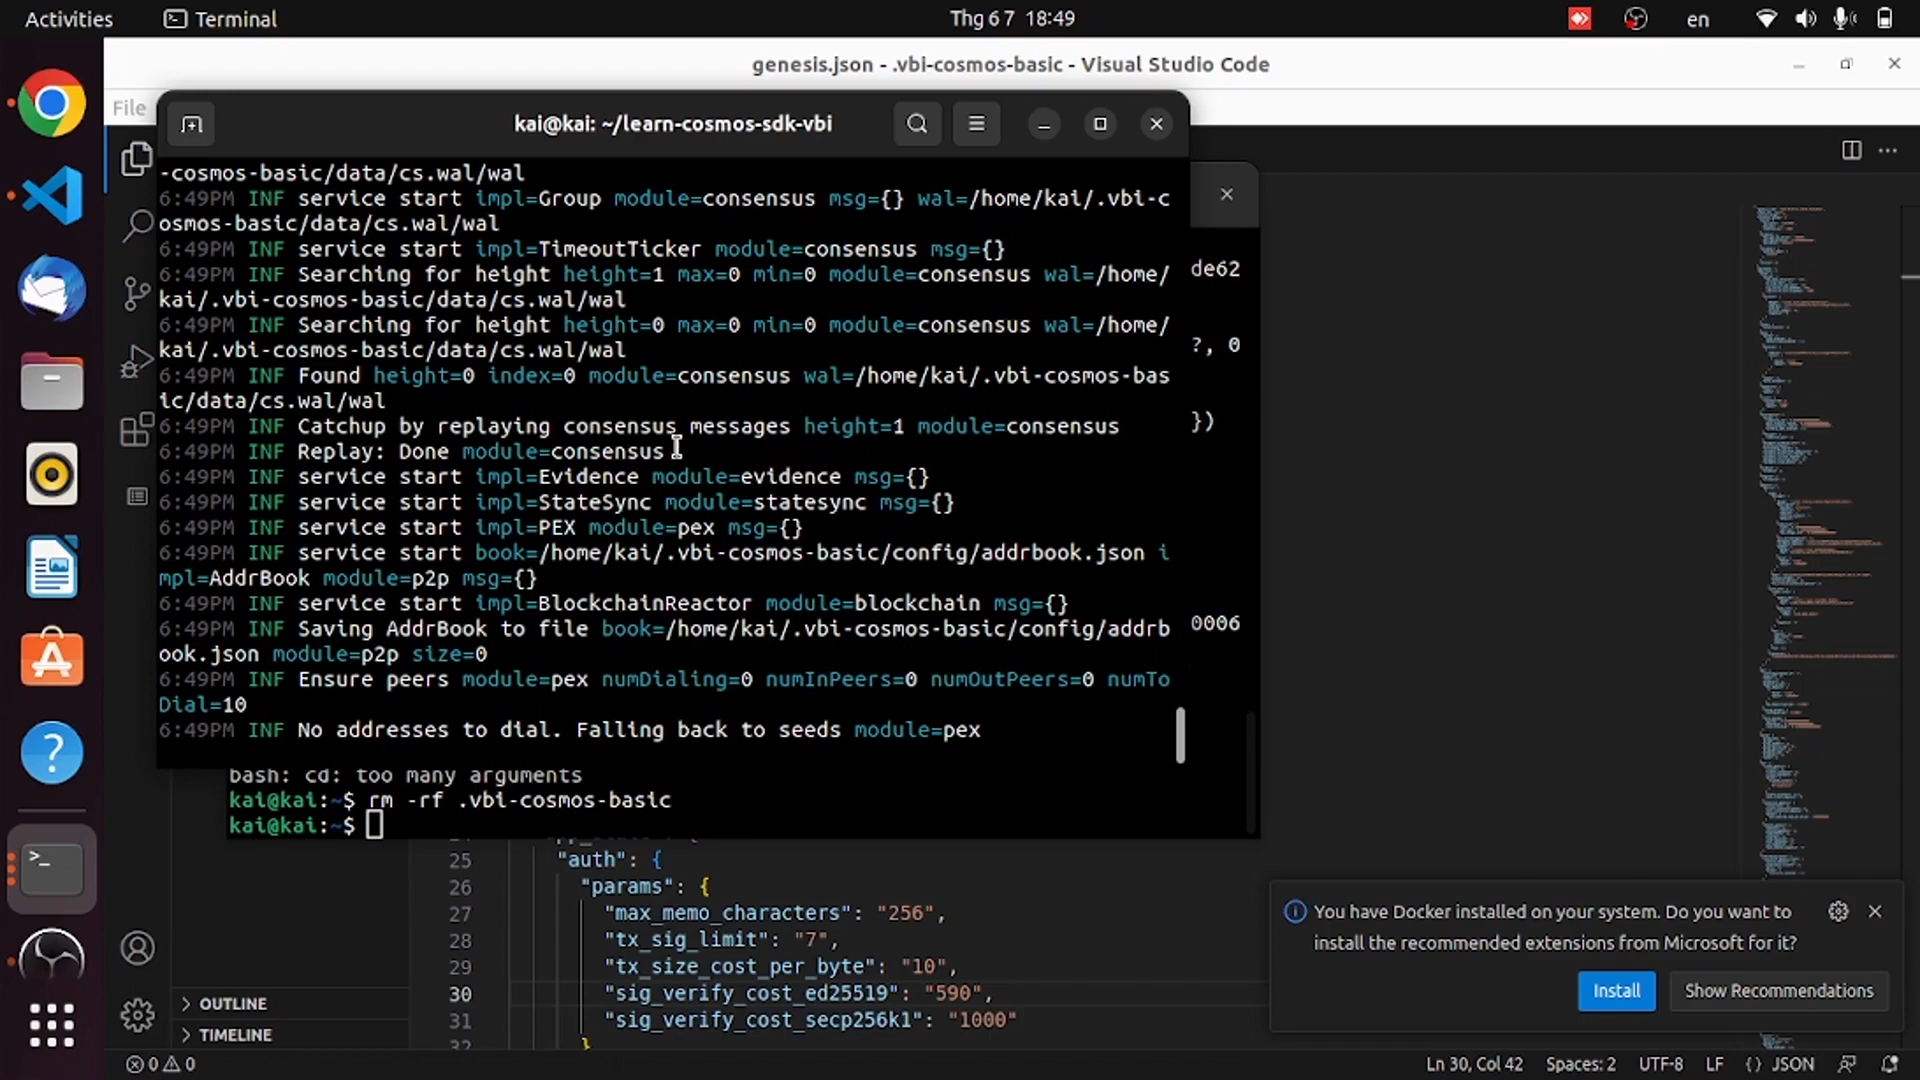 Activities
Terminal
Thg 6 7 18:49
en
genesis.json - .vbi-cosmos-basic - Visual Studio Code
File
kai@kai: ~/learn-cosmos-sdk-vbi
-cosmos-basic/data/cs.wal/wal
6:49PM INF service start impl=Group module=consensus msg={} wal=/home/kai/.vbi-c
osmos-basic/data/cs.wal/wal
6:49PM INF service start impl=TimeoutTicker module=consensus msg={}
6:49PM INF Searching for height height=1 max=0 min=0 module=consensus wal=/home/
kai/.vbi-cosmos-basic/data/cs.wal/wal
6:49PM INF Searching for height height=0 max=0 min=0 module=consensus wal=/home/
kai/.vbi-cosmos-basic/data/cs.wal/wal
6:49PM INF Found height=0 index=0 module=consensus wal=/home/kai/.vbi-cosmos-bas
ic/data/cs.wal/wal
6:49PM INF Catchup by replaying consensus messages height=1 module=consensus
6:49PM INF Replay: Done module=consensus
6:49PM INF service start impl=Evidence module=evidence msg={}
6:49PM INF service start impl=StateSync module=statesync msg={}
6:49PM INF service start impl=PEX module=pex msg={}
6:49PM INF service start book=/home/kai/.vbi-cosmos-basic/config/addrbook.json i
mpl=AddrBook module=p2p msg={}
6:49PM INF service start impl=BlockchainReactor module=blockchain msg={}
6:49PM INF Saving AddrBook to file book=/home/kai/.vbi-cosmos-basic/config/addrb
ook.json module=p2p size=0
6:49PM INF Ensure peers module=pex numDialing=0 numInPeers=0 numOutPeers=0 numTo
Dial=10
6:49PM INF No addresses to dial. Falling back to seeds module=pex
de62
?, 0
})
0006
bash: cd: too many arguments
kai@kai:~$ rm -rf .vbi-cosmos-basic
kai@kai:~$
25 "auth": {
26 "params": {
27 "max_memo_characters": "256",
28 "tx_sig_limit": "7",
29 "tx_size_cost_per_byte": "10",
30 "sig_verify_cost_ed25519": "590",
31 "sig_verify_cost_secp256k1": "1000"
32 }
OUTLINE
TIMELINE
You have Docker installed on your system. Do you want to
install the recommended extensions from Microsoft for it?
Install
Show Recommendations
0 0
Ln 30, Col 42
Spaces: 2
UTF-8
LF
{} JSON